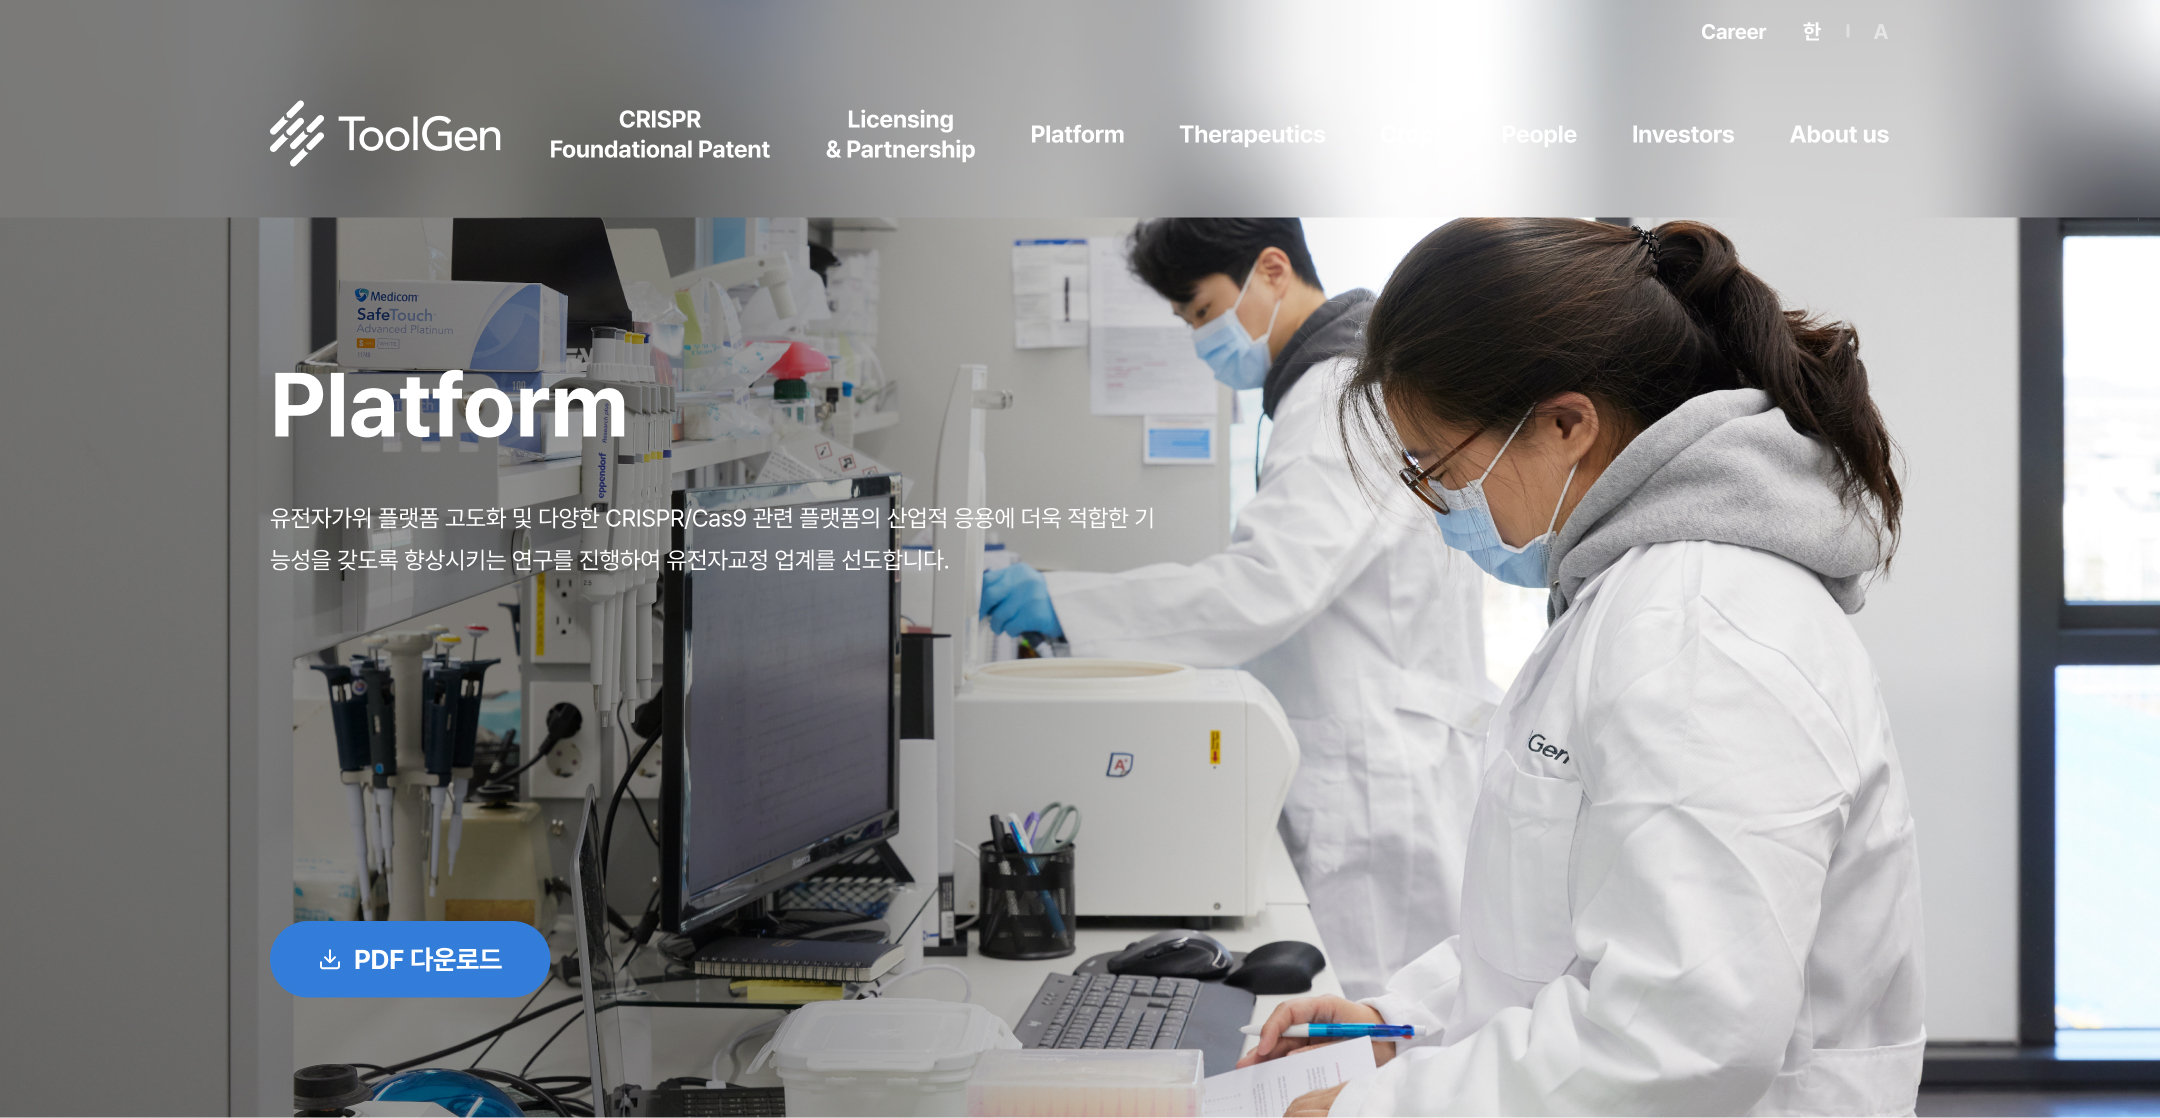 Career 한 | A
ToolGen
CRISPR
Foundational Patent
Licensing
& Partnership
Platform
Therapeutics
People
Investors
About us
Medicom
SafeTouch
Advanced Platinum
100
Platform
eppendorf
유전자가위 플랫폼 고도화 및 다양한 CRISPR/Cas9 관련 플랫폼의 산업적 응용에 더욱 적합한 기
능성을 갖도록 향상시키는 연구를 진행하여 유전자교정 업계를 선도합니다.
Gen
PDF 다운로드